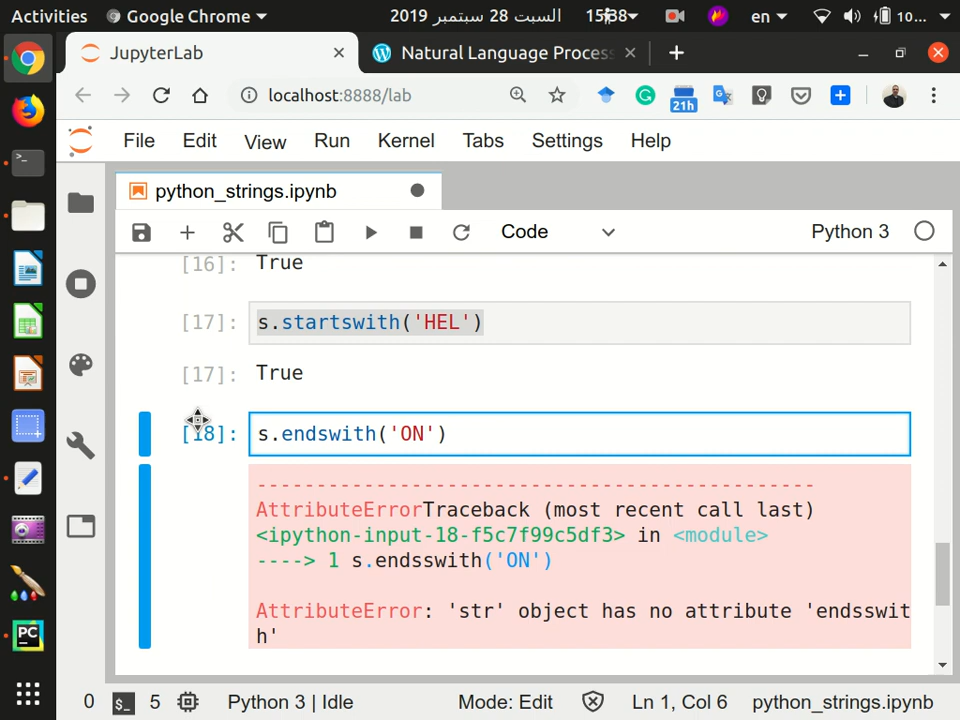 Activities Google Chrome السبت 28 سبتمبر 2019 15:38 en 10...
JupyterLab Natural Language Process
localhost:8888/lab 21h
File Edit View Run Kernel Tabs Settings Help
python_strings.ipynb
Code Python 3
[16]: True
[17]: s.startswith('HEL')
[17]: True
[18]: s.endswith('ON')
-----------------------------------------------
AttributeErrorTraceback (most recent call last)
<ipython-input-18-f5c7f99c5df3> in <module>
----> 1 s.endsswith('ON')
AttributeError: 'str' object has no attribute 'endsswit
h'
0 $_ 5 Python 3 | Idle Mode: Edit Ln 1, Col 6 python_strings.ipynb
PC